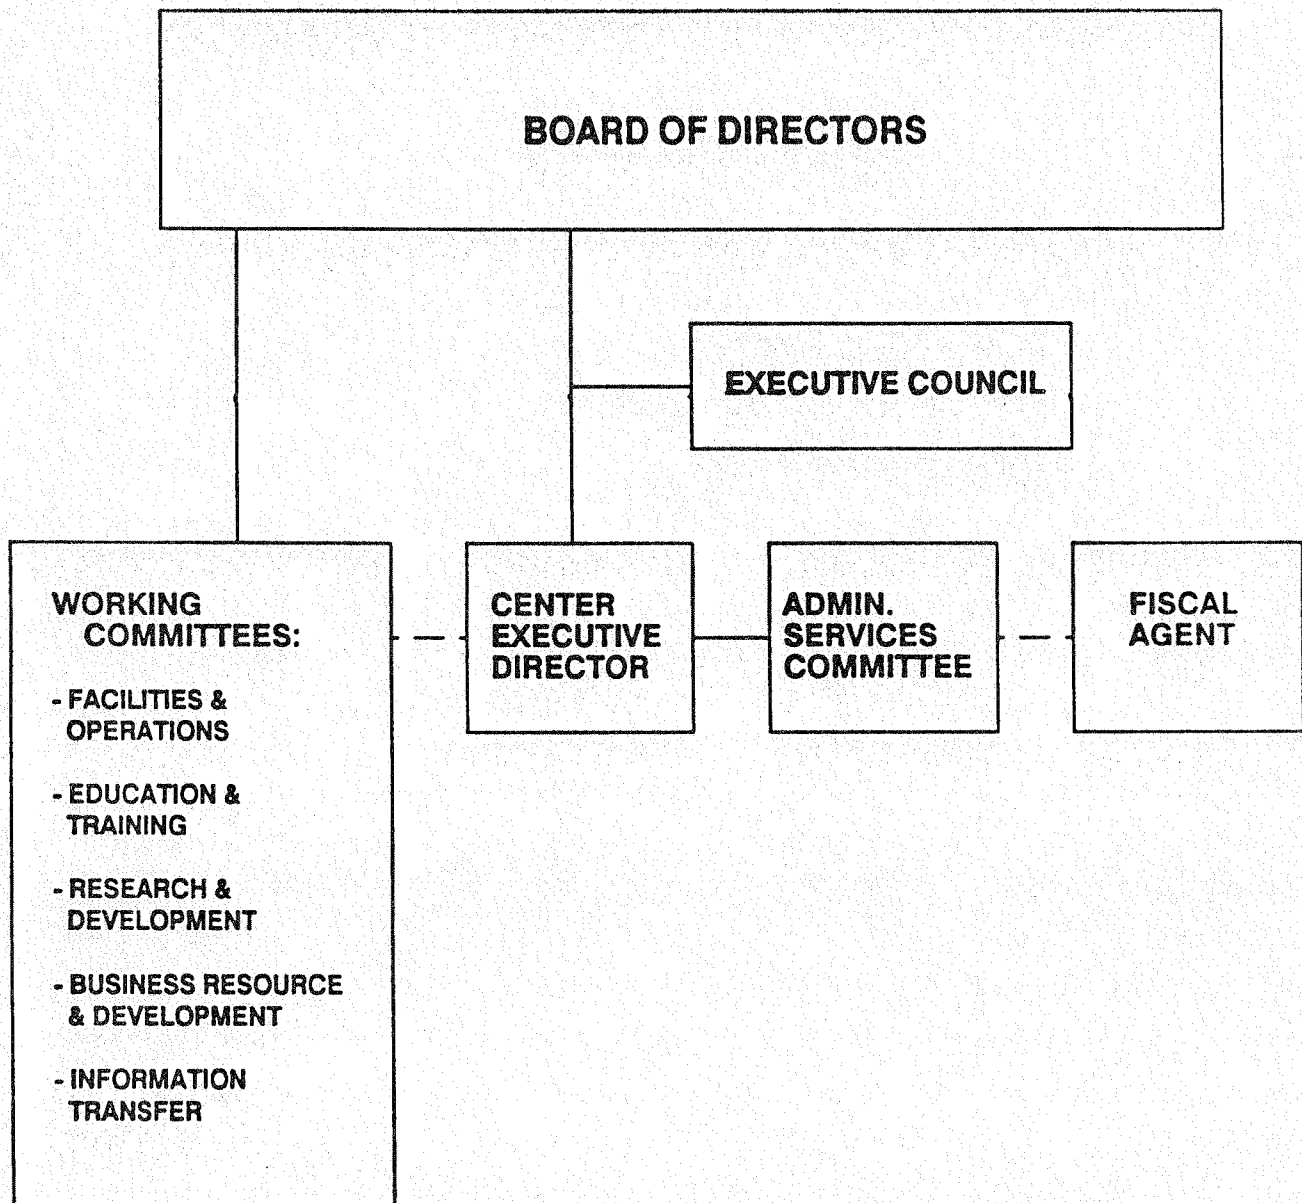 BOARD OF DIRECTORS
EXECUTIVE COUNCIL
WORKING
COMMITTEES:
- FACILITIES &
OPERATIONS
- EDUCATION &
TRAINING
- RESEARCH &
DEVELOPMENT
- BUSINESS RESOURCE
& DEVELOPMENT
- INFORMATION
TRANSFER
CENTER
EXECUTIVE
DIRECTOR
ADMIN.
SERVICES
COMMITTEE
FISCAL
AGENT